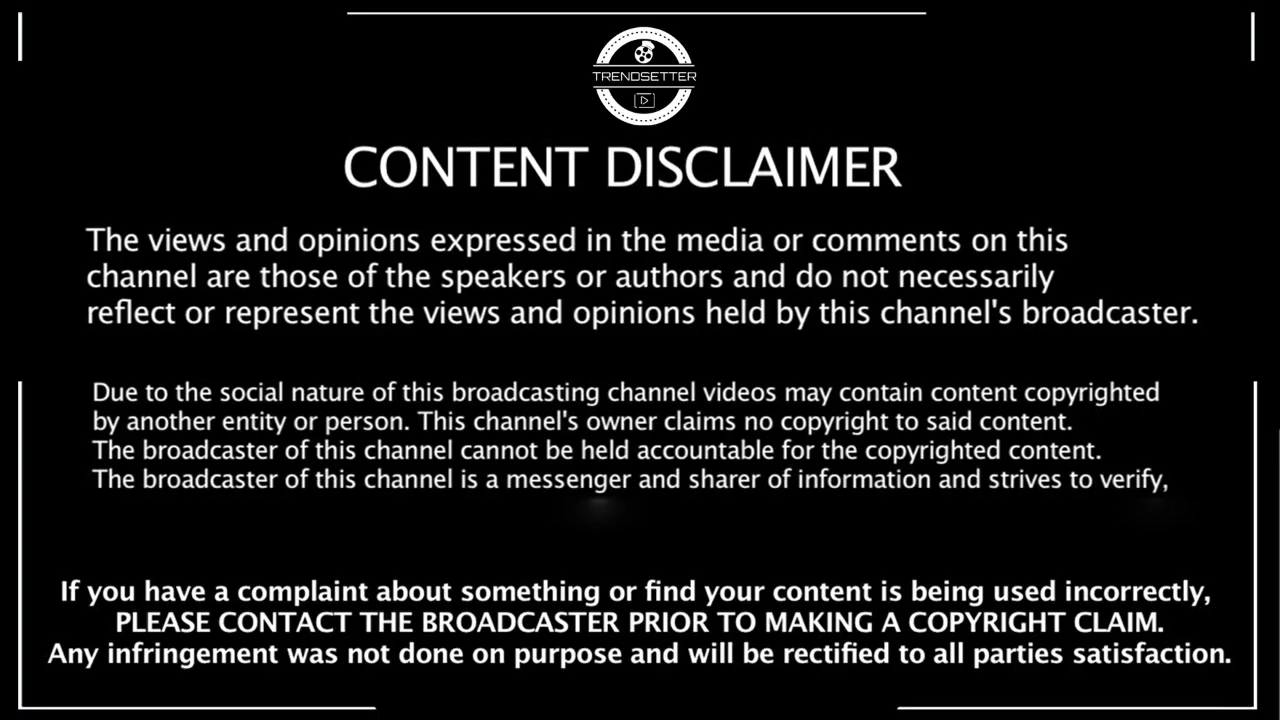 TRENDSETTER
CONTENT DISCLAIMER
The views and opinions expressed in the media or comments on this
channel are those of the speakers or authors and do not necessarily
reflect or represent the views and opinions held by this channel's broadcaster.
Due to the social nature of this broadcasting channel videos may contain content copyrighted
by another entity or person. This channel's owner claims no copyright to said content.
The broadcaster of this channel cannot be held accountable for the copyrighted content.
The broadcaster of this channel is a messenger and sharer of information and strives to verify,
If you have a complaint about something or find your content is being used incorrectly,
PLEASE CONTACT THE BROADCASTER PRIOR TO MAKING A COPYRIGHT CLAIM.
Any infringement was not done on purpose and will be rectified to all parties satisfaction.